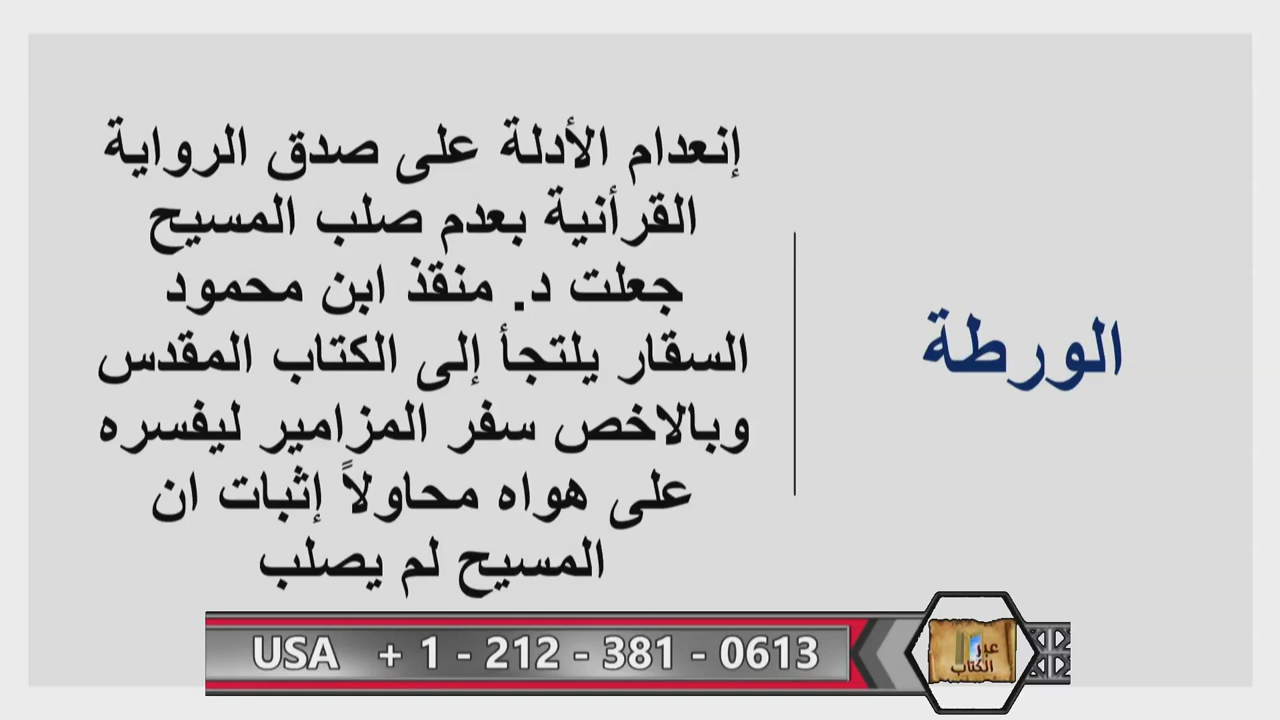 الورطة
إنعدام الأدلة على صدق الرواية
القرأنية بعدم صلب المسيح
جعلت د. منقذ ابن محمود
السقار يلتجأ إلى الكتاب المقدس
وبالاخص سفر المزامير ليفسره
على هواه محاولاً إثبات ان
المسيح لم يصلب
USA + 1 - 212 - 381 - 0613
عبر
الكتاب